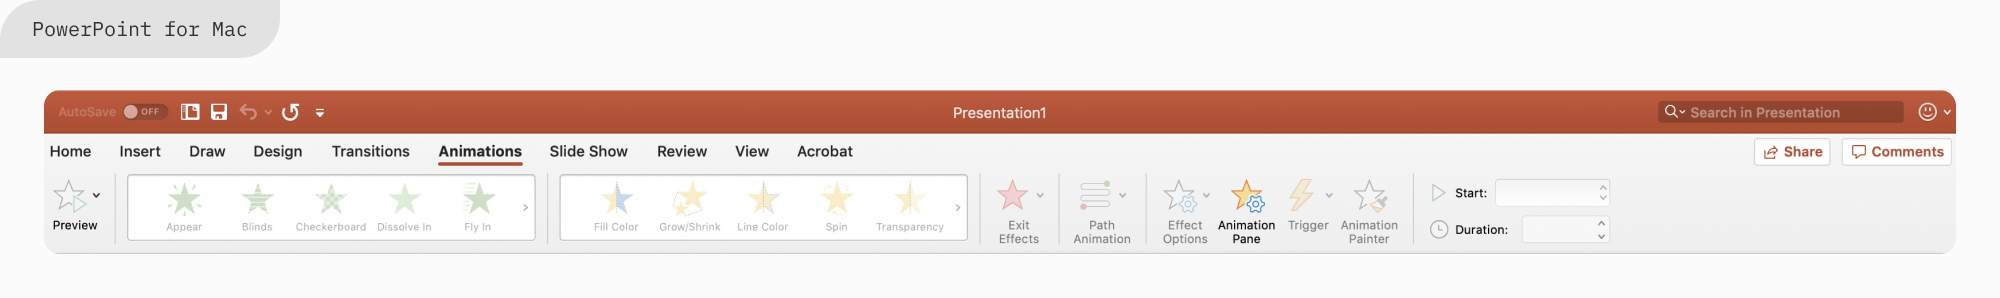 PowerPoint for Mac
AutoSave OFF Presentation1 Search in Presentation
Home Insert Draw Design Transitions Animations Slide Show Review View Acrobat Share Comments
Preview Appear Blinds Checkerboard Dissolve In Fly In Fill Color Grow/Shrink Line Color Spin Transparency
Exit Effects
Path Animation
Effect Options
Animation Pane
Trigger
Animation Painter
Start:
Duration: